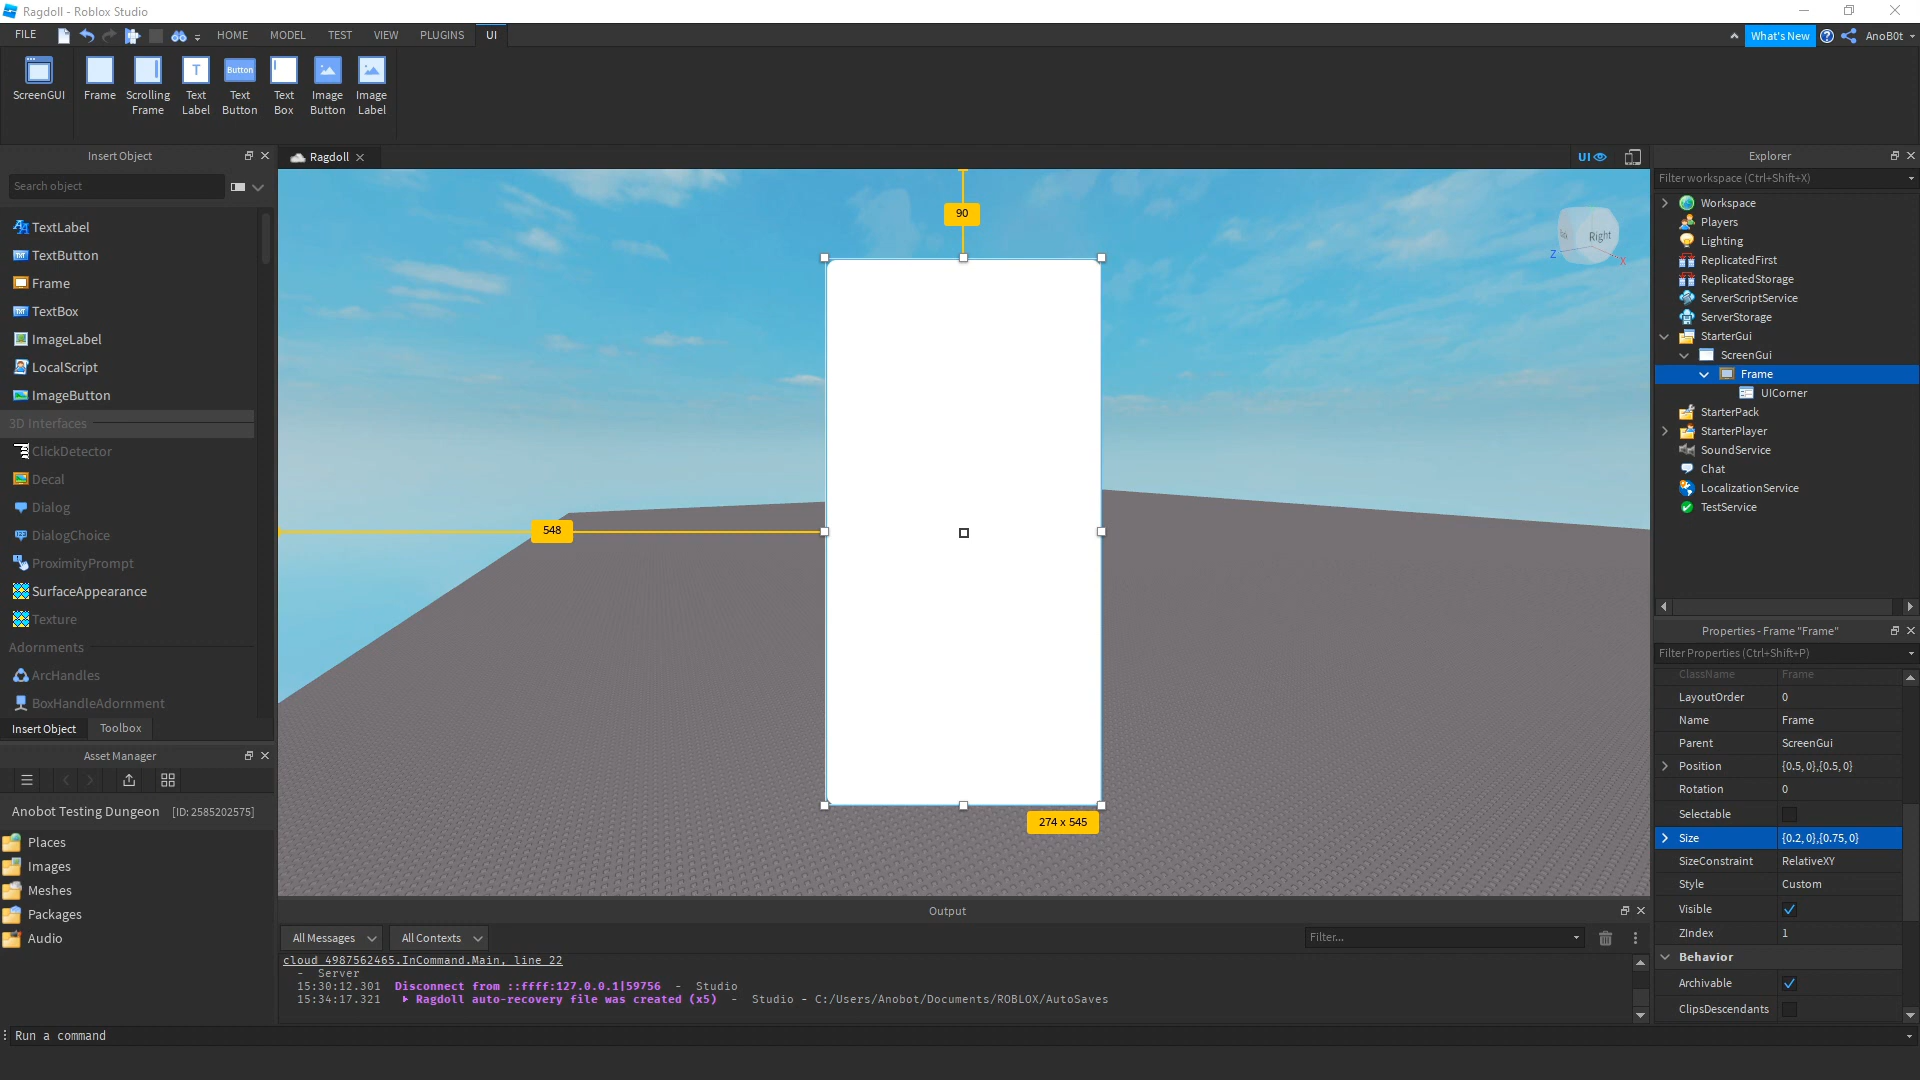 Ragdoll - Roblox Studio
FILE
HOME
MODEL
TEST
VIEW
PLUGINS
UI
What's New
AnoB0t
ScreenGUI
Frame
Scrolling
Frame
Text
Label
Text
Button
Button
Text
Box
Image
Button
Image
Label
Insert Object
Search object
TextLabel
TextButton
Frame
TextBox
ImageLabel
LocalScript
ImageButton
3D Interfaces
ClickDetector
Decal
Dialog
DialogChoice
ProximityPrompt
SurfaceAppearance
Texture
Adornments
ArcHandles
BoxHandleAdornment
Insert Object
Toolbox
Asset Manager
Anobot Testing Dungeon [ID: 2585202575]
Places
Images
Meshes
Packages
Audio
Ragdoll
UI
90
548
274 x 545
Right
Z
X
Output
All Messages
All Contexts
Filter...
cloud_4987562465.InCommand.Main, line 22
- Server
15:30:12.301 Disconnect from ::ffff:127.0.0.1|59756 - Studio
15:34:17.321 Ragdoll auto-recovery file was created (x5) - Studio - C:/Users/Anobot/Documents/ROBLOX/AutoSaves
Run a command
Explorer
Filter workspace (Ctrl+Shift+X)
Workspace
Players
Lighting
ReplicatedFirst
ReplicatedStorage
ServerScriptService
ServerStorage
StarterGui
ScreenGui
Frame
UICorner
StarterPack
StarterPlayer
SoundService
Chat
LocalizationService
TestService
Properties - Frame "Frame"
Filter Properties (Ctrl+Shift+P)
ClassName Frame
LayoutOrder 0
Name Frame
Parent ScreenGui
Position {0.5, 0},{0.5, 0}
Rotation 0
Selectable
Size {0.2, 0},{0.75, 0}
SizeConstraint RelativeXY
Style Custom
Visible
ZIndex 1
Behavior
Archivable
ClipsDescendants